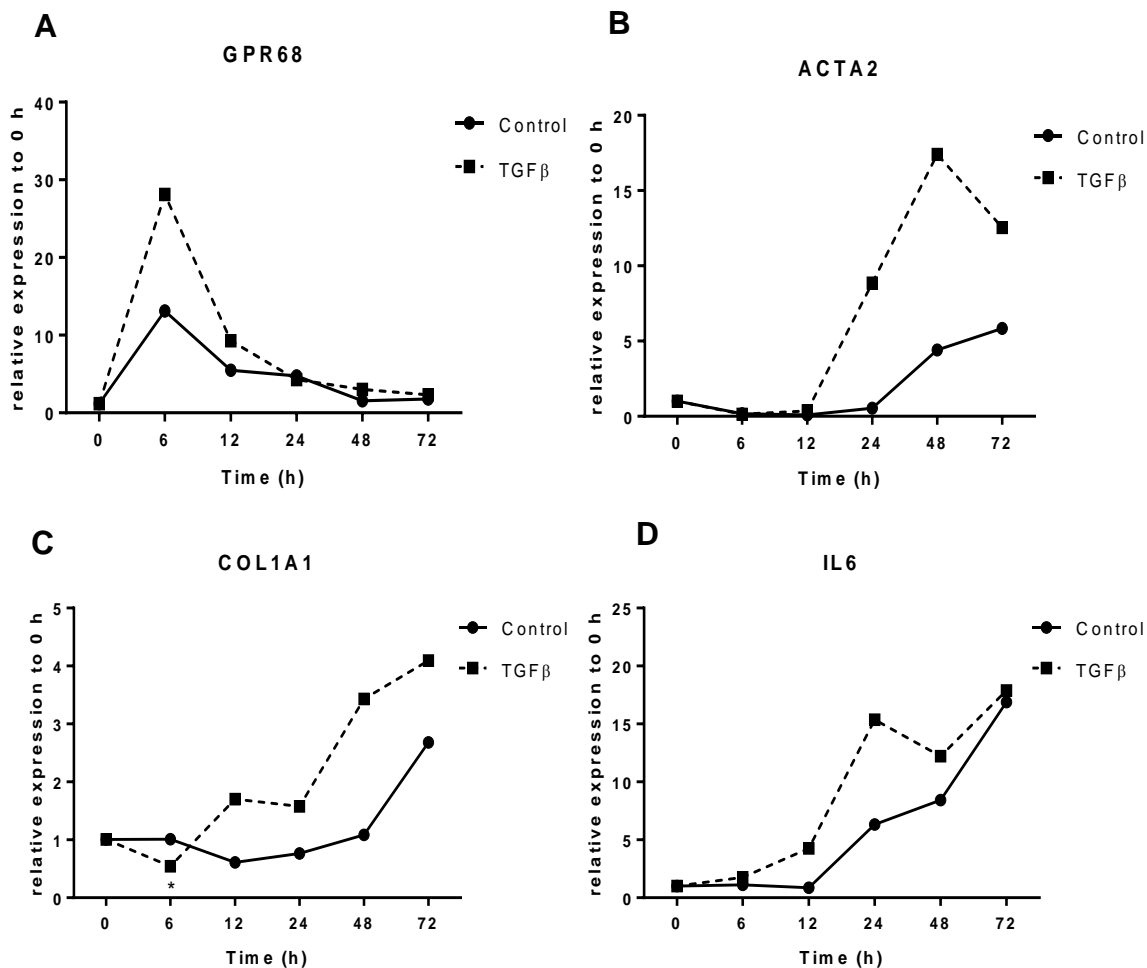 A
GPR68
relative expression to 0 h
40
30
20
10
0
0 6 12 24 48 72
Time (h)
Control
TGFβ
B
ACTA2
relative expression to 0 h
20
15
10
5
0
0 6 12 24 48 72
Time (h)
Control
TGFβ
C
COL1A1
relative expression to 0 h
5
4
3
2
1
0
*
0 6 12 24 48 72
Time (h)
Control
TGFβ
D
IL6
relative expression to 0 h
25
20
15
10
5
0
0 6 12 24 48 72
Time (h)
Control
TGFβ